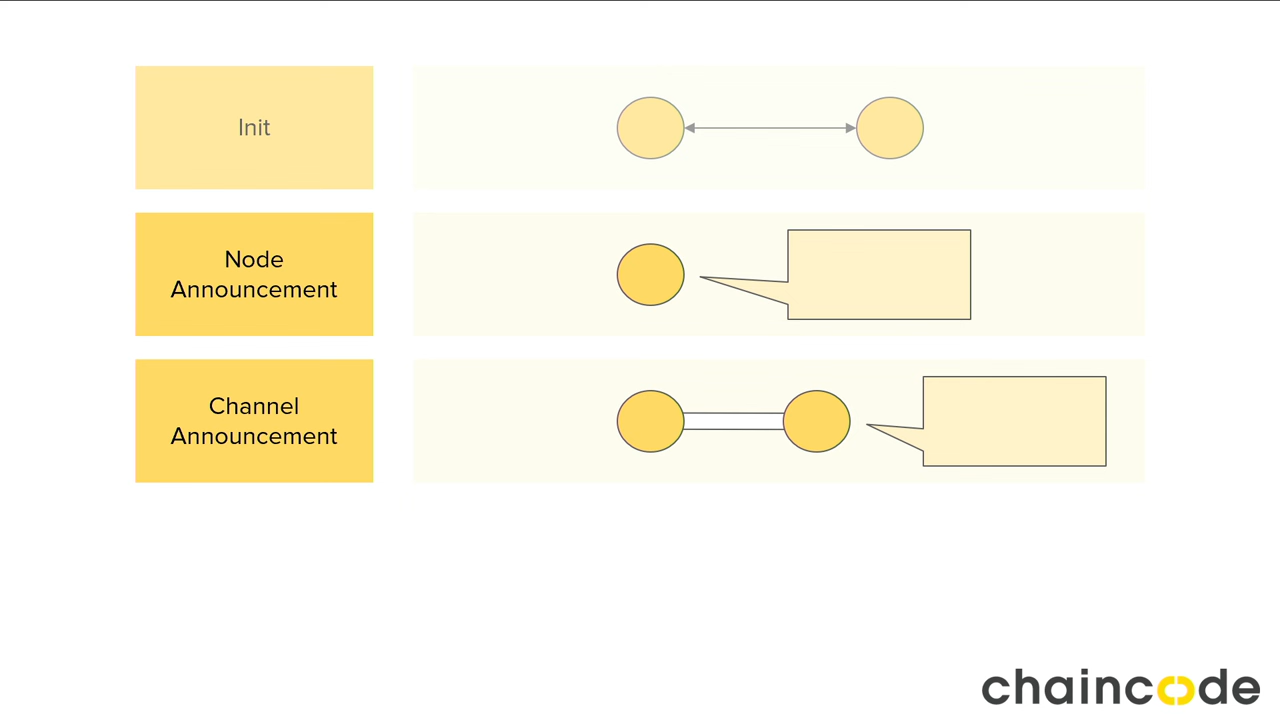 Init
Node
Announcement
Channel
Announcement
chaincode